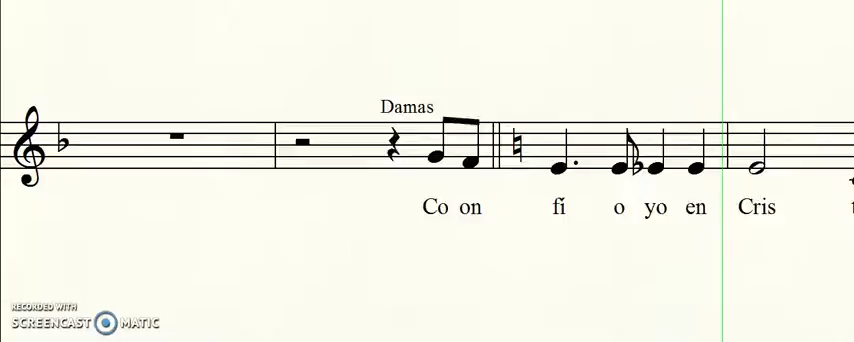 Damas
Co on fí o yo en Cris
RECORDED WITH
SCREENCAST MATIC